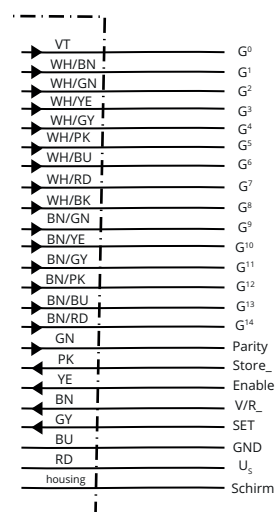 VT G⁰
WH/BN G¹
WH/GN G²
WH/YE G³
WH/GY G⁴
WH/PK G⁵
WH/BU G⁶
WH/RD G⁷
WH/BK G⁸
BN/GN G⁹
BN/YE G¹⁰
BN/GY G¹¹
BN/PK G¹²
BN/BU G¹³
BN/RD G¹⁴
GN Parity
PK Store_
YE Enable
BN V/R_
GY SET
BU GND
RD Uₛ
housing Schirm